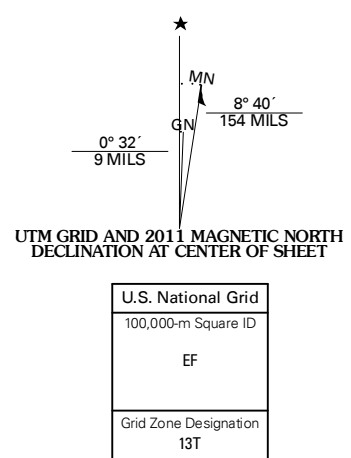 MN
GN
8° 40´
154 MILS
0° 32´
9 MILS
UTM GRID AND 2011 MAGNETIC NORTH
DECLINATION AT CENTER OF SHEET
U.S. National Grid
100,000-m Square ID
EF
Grid Zone Designation
13T